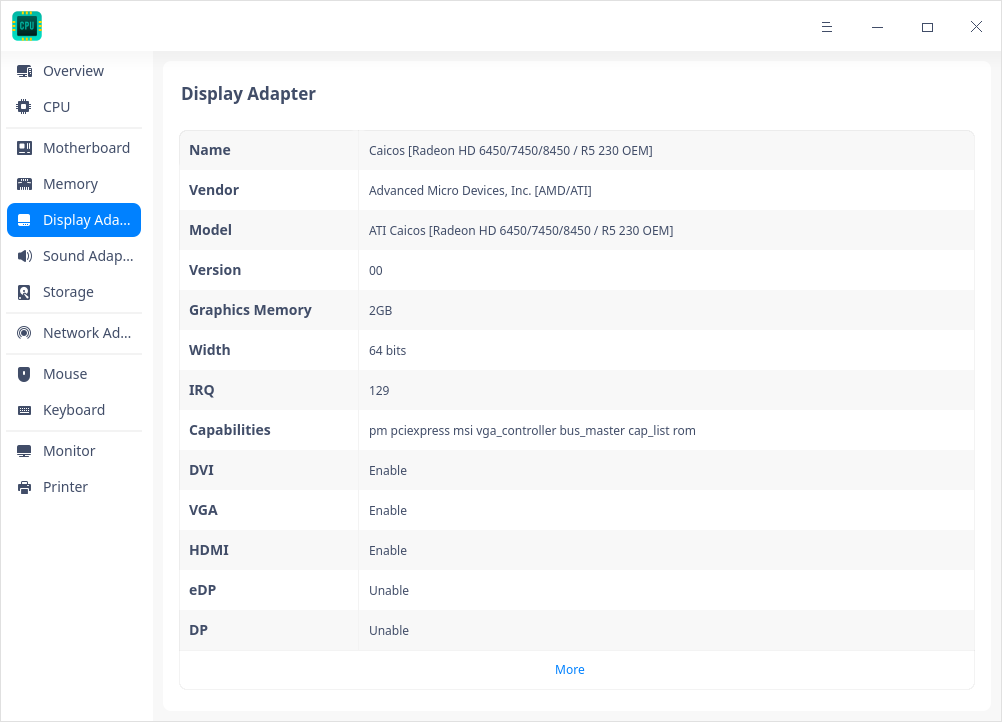 CPU
Overview
CPU
Motherboard
Memory
Display Ada...
Sound Adap...
Storage
Network Ad...
Mouse
Keyboard
Monitor
Printer
Display Adapter
Name Caicos [Radeon HD 6450/7450/8450 / R5 230 OEM]
Vendor Advanced Micro Devices, Inc. [AMD/ATI]
Model ATI Caicos [Radeon HD 6450/7450/8450 / R5 230 OEM]
Version 00
Graphics Memory 2GB
Width 64 bits
IRQ 129
Capabilities pm pciexpress msi vga_controller bus_master cap_list rom
DVI Enable
VGA Enable
HDMI Enable
eDP Unable
DP Unable
More